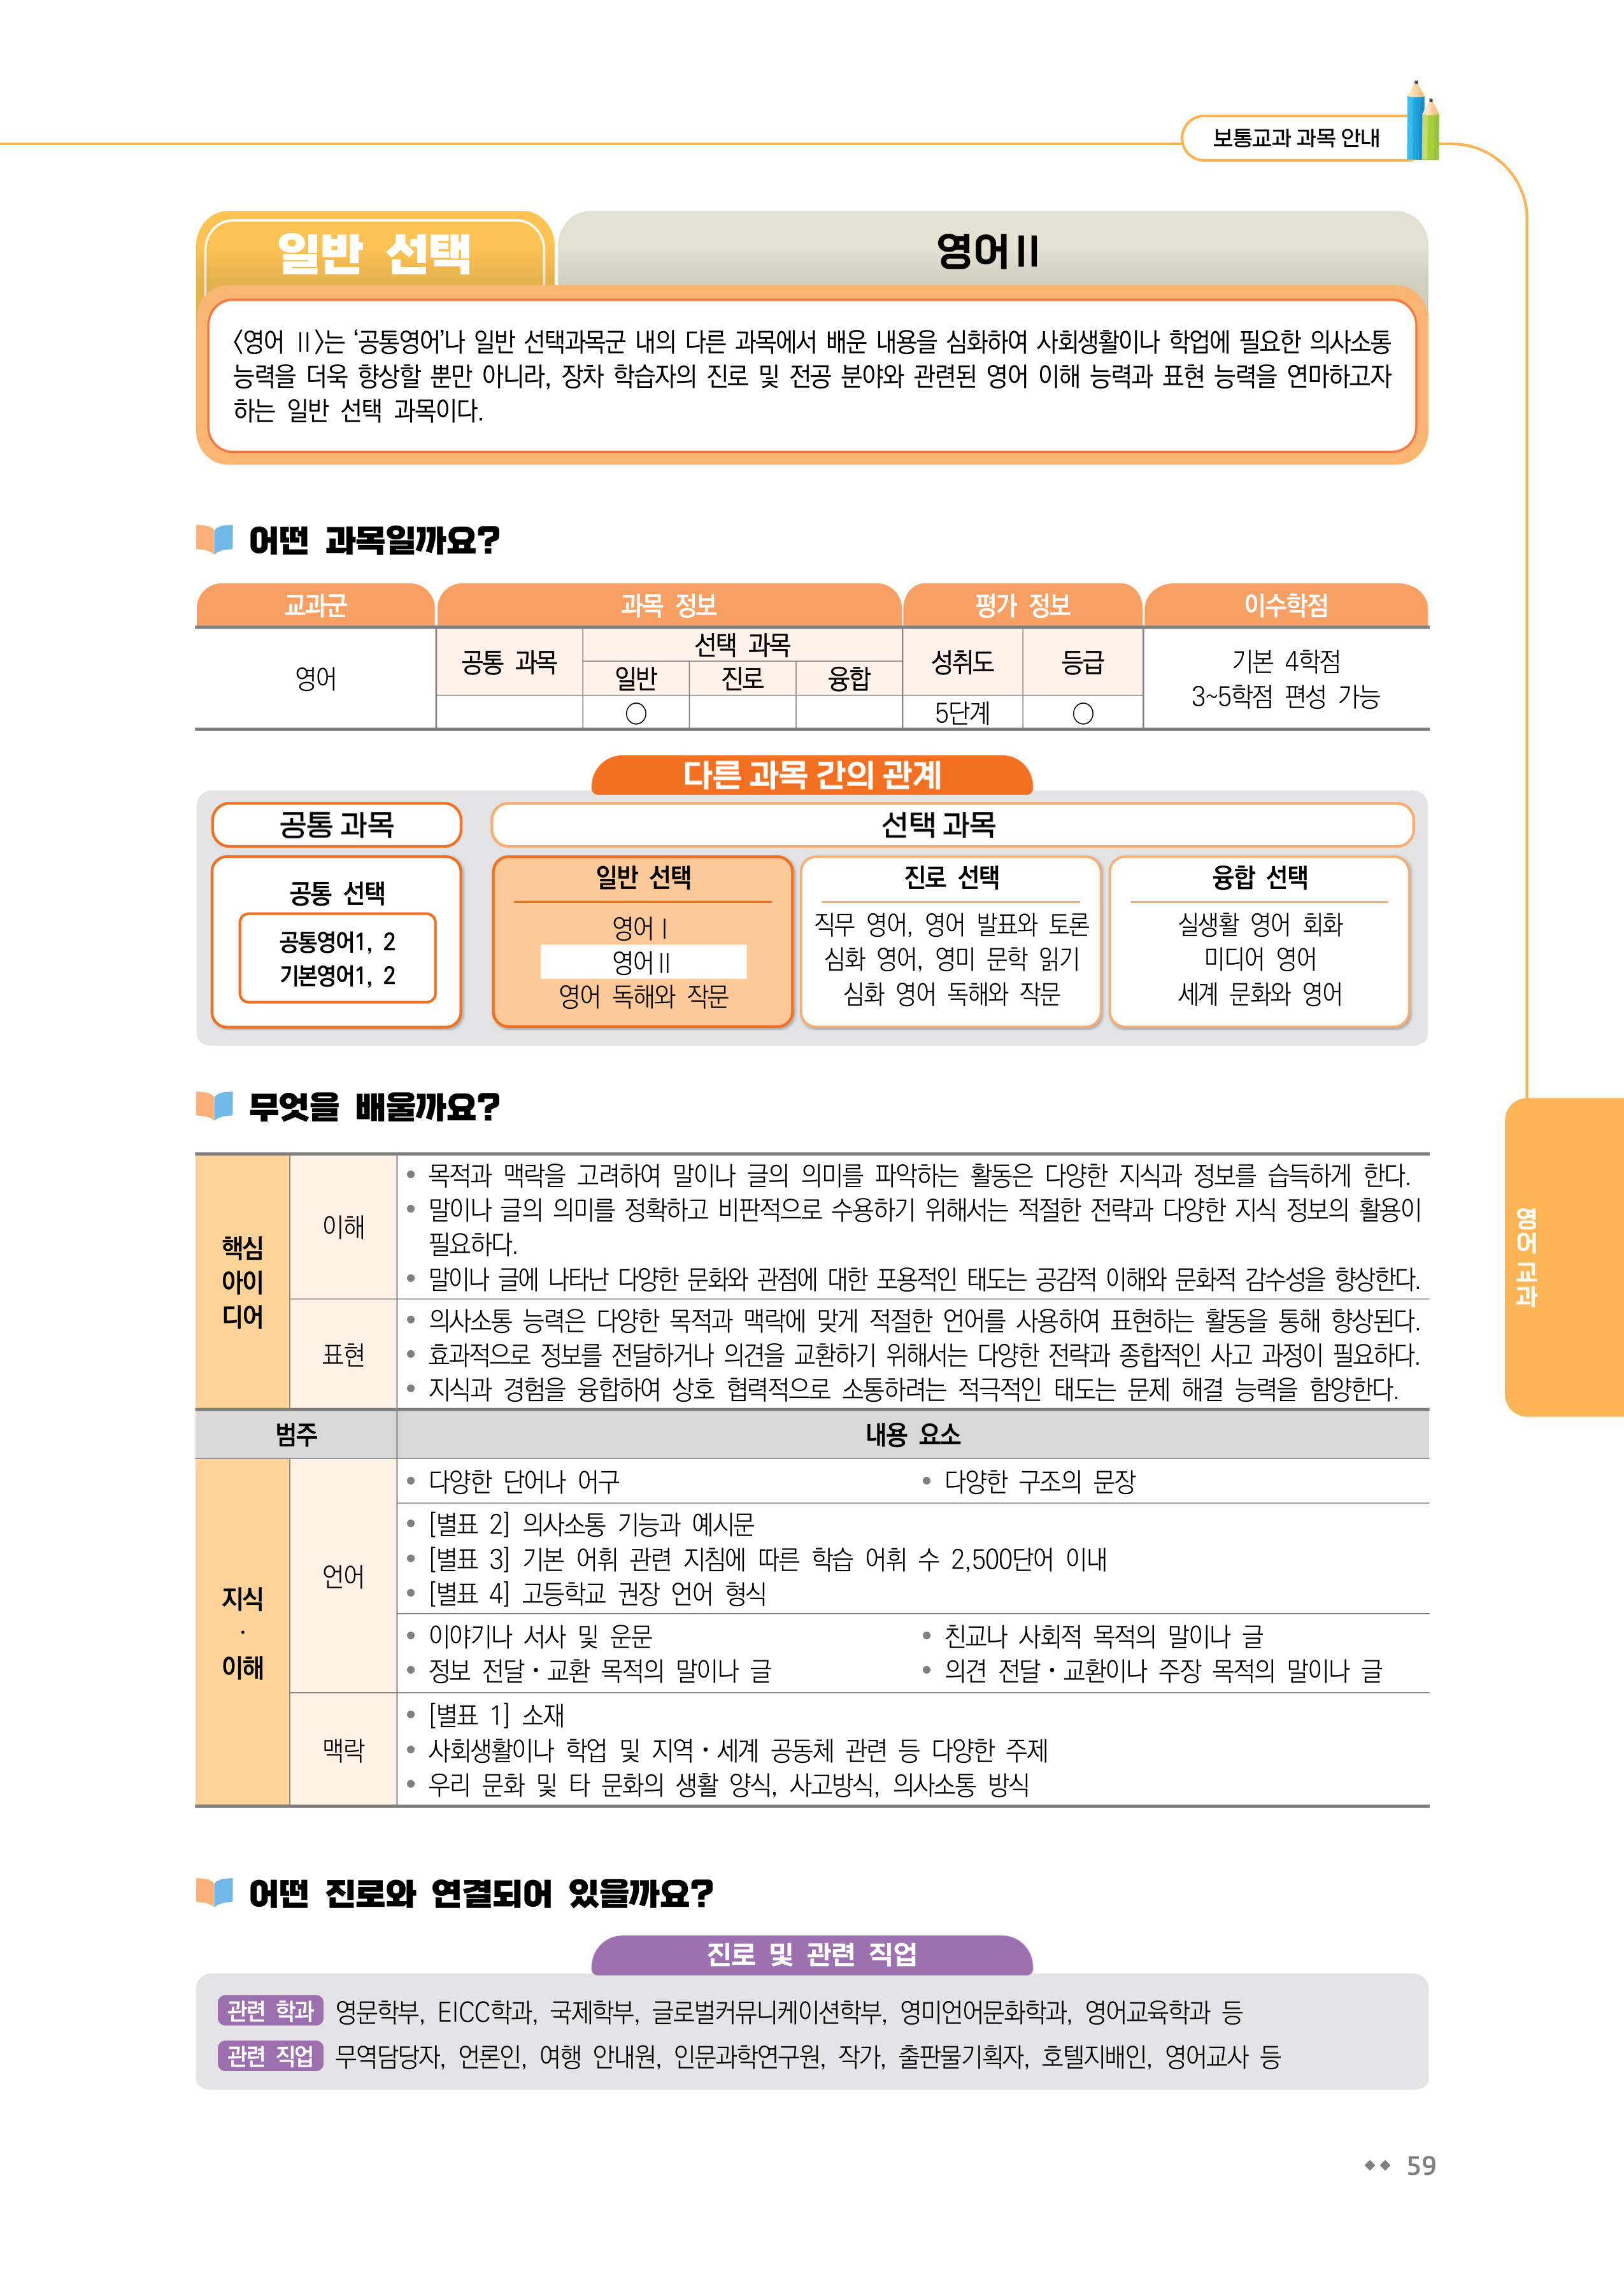 보통교과 과목 안내
일반 선택
영어Ⅱ
〈영어 Ⅱ〉는 ‘공통영어’나 일반 선택과목군 내의 다른 과목에서 배운 내용을 심화하여 사회생활이나 학업에 필요한 의사소통
능력을 더욱 향상할 뿐만 아니라, 장차 학습자의 진로 및 전공 분야와 관련된 영어 이해 능력과 표현 능력을 연마하고자
하는 일반 선택 과목이다.
어떤 과목일까요?
교과군 과목 정보 평가 정보 이수학점
영어
공통 과목
선택 과목
일반 진로 융합
성취도 등급
○ 5단계 ○
기본 4학점
3~5학점 편성 가능
다른 과목 간의 관계
공통 과목
선택 과목
공통 선택
공통영어1, 2
기본영어1, 2
일반 선택
영어Ⅰ
영어Ⅱ
영어 독해와 작문
진로 선택
직무 영어, 영어 발표와 토론
심화 영어, 영미 문학 읽기
심화 영어 독해와 작문
융합 선택
실생활 영어 회화
미디어 영어
세계 문화와 영어
무엇을 배울까요?
핵심
아이
디어
이해
• 목적과 맥락을 고려하여 말이나 글의 의미를 파악하는 활동은 다양한 지식과 정보를 습득하게 한다.
• 말이나 글의 의미를 정확하고 비판적으로 수용하기 위해서는 적절한 전략과 다양한 지식 정보의 활용이
필요하다.
• 말이나 글에 나타난 다양한 문화와 관점에 대한 포용적인 태도는 공감적 이해와 문화적 감수성을 향상한다.
표현
• 의사소통 능력은 다양한 목적과 맥락에 맞게 적절한 언어를 사용하여 표현하는 활동을 통해 향상된다.
• 효과적으로 정보를 전달하거나 의견을 교환하기 위해서는 다양한 전략과 종합적인 사고 과정이 필요하다.
• 지식과 경험을 융합하여 상호 협력적으로 소통하려는 적극적인 태도는 문제 해결 능력을 함양한다.
범주 내용 요소
지식
·
이해
언어
• 다양한 단어나 어구 • 다양한 구조의 문장
• [별표 2] 의사소통 기능과 예시문
• [별표 3] 기본 어휘 관련 지침에 따른 학습 어휘 수 2,500단어 이내
• [별표 4] 고등학교 권장 언어 형식
• 이야기나 서사 및 운문 • 친교나 사회적 목적의 말이나 글
• 정보 전달・교환 목적의 말이나 글 • 의견 전달・교환이나 주장 목적의 말이나 글
맥락
• [별표 1] 소재
• 사회생활이나 학업 및 지역・세계 공동체 관련 등 다양한 주제
• 우리 문화 및 타 문화의 생활 양식, 사고방식, 의사소통 방식
어떤 진로와 연결되어 있을까요?
진로 및 관련 직업
관련 학과 영문학부, EICC학과, 국제학부, 글로벌커뮤니케이션학부, 영미언어문화학과, 영어교육학과 등
관련 직업 무역담당자, 언론인, 여행 안내원, 인문과학연구원, 작가, 출판물기획자, 호텔지배인, 영어교사 등
영어 교과
◆◆ 59